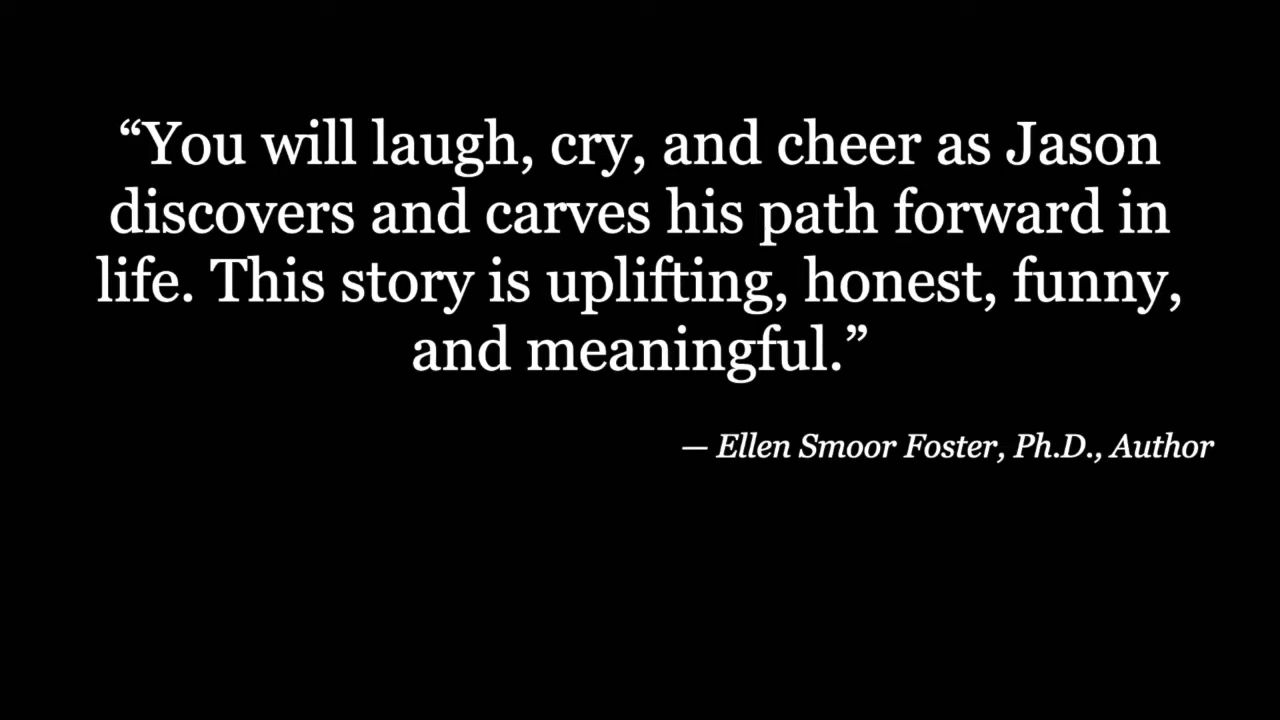 “You will laugh, cry, and cheer as Jason
discovers and carves his path forward in
life. This story is uplifting, honest, funny,
and meaningful.”
— Ellen Smoor Foster, Ph.D., Author